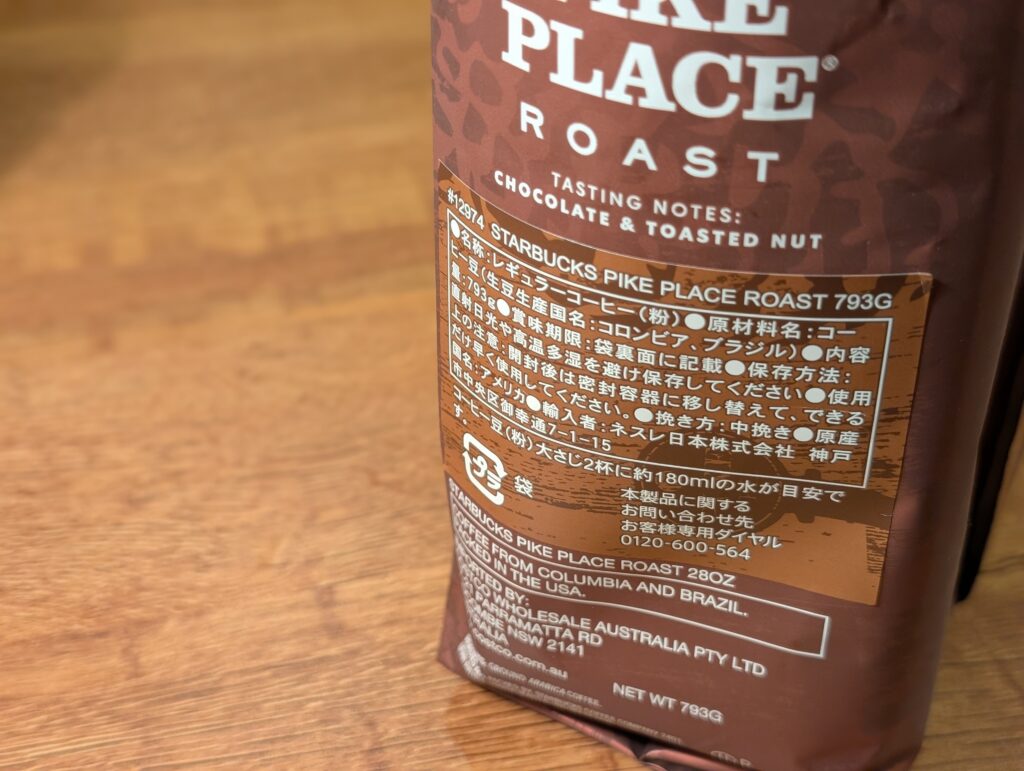 PIKE
PLACE®
ROAST
TASTING NOTES:
CHOCOLATE & TOASTED NUT
#12974 STARBUCKS PIKE PLACE ROAST 793G
●名称:レギュラーコーヒー(粉)●原材料名:コー
ヒー豆(生豆生産国名:コロンビア、ブラジル)●内容
量:793g●賞味期限:袋裏面に記載●保存方法:
直射日光や高温多湿を避け保存してください●使用
上の注意:開封後は密封容器に移し替えて、できる
だけ早く使用してください。●挽き方:中挽き●原産
国名:アメリカ●輸入者:ネスレ日本株式会社 神戸
市中央区御幸通7-1-15
コーヒー豆(粉)大さじ2杯に約180mlの水が目安で
す。
プラ
袋
本製品に関する
お問い合わせ先
お客様専用ダイヤル
0120-600-564
STARBUCKS PIKE PLACE ROAST 28OZ
COFFEE FROM COLUMBIA AND BRAZIL.
PACKED IN THE USA.
BY:
WHOLESALE AUSTRALIA PTY LTD
PARRAMATTA RD
NSW 2141
costco.com.au
GROUND ARABICA COFFEE.
NET WT 793G